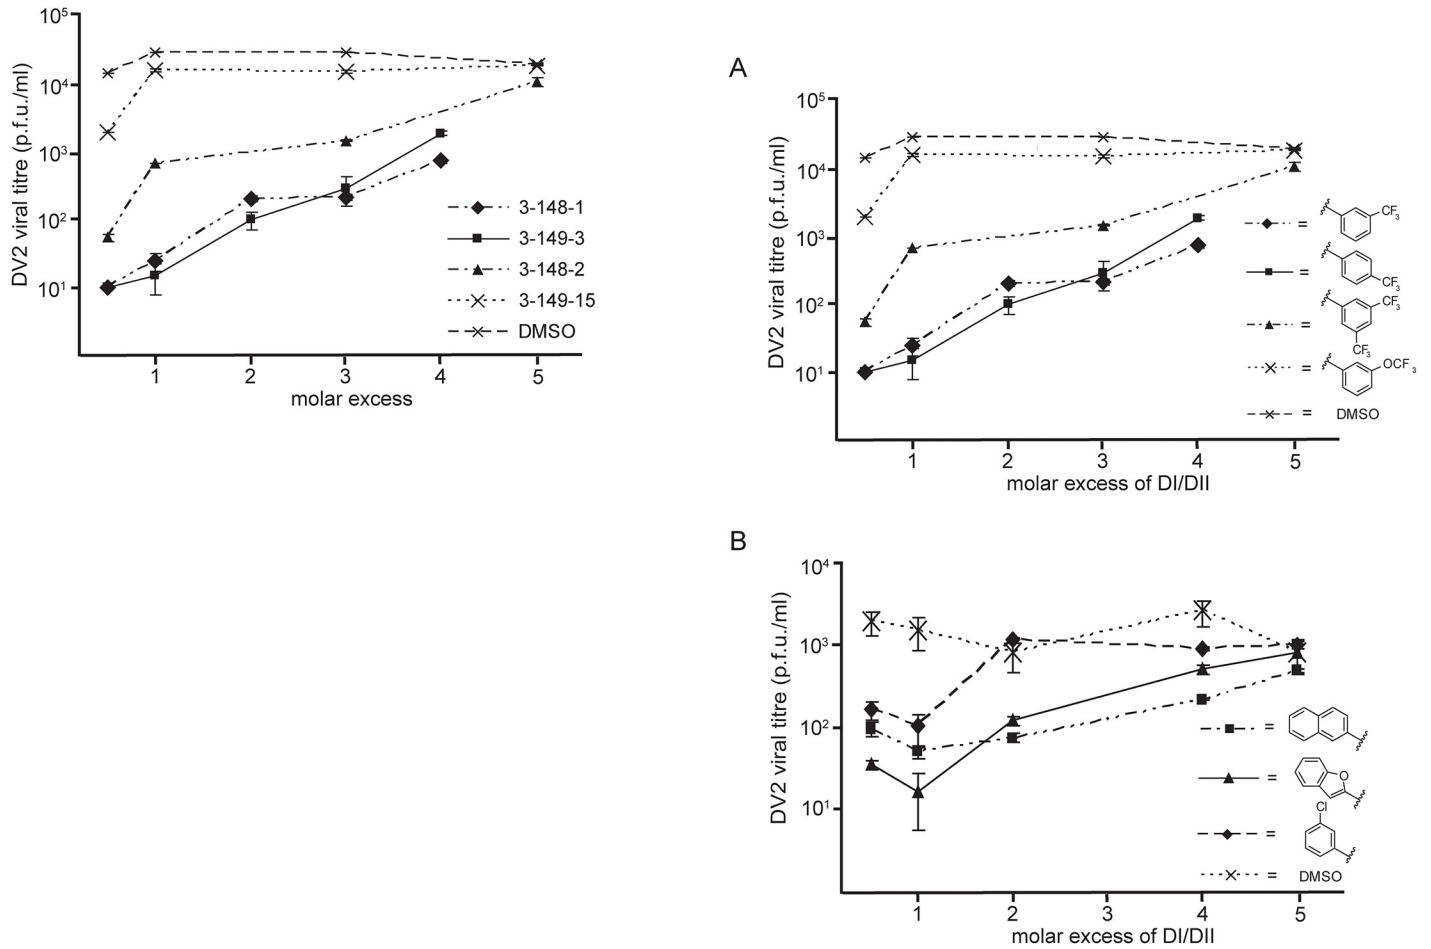 10⁵
10⁴
10³
10²
10¹
DV2 viral titre (p.f.u./ml)
3-148-1
3-149-3
3-148-2
3-149-15
DMSO
1 2 3 4 5
molar excess
A
10⁵
10⁴
10³
10²
10¹
DV2 viral titre (p.f.u./ml)
= CF₃
= CF₃
= CF₃
CF₃
= OCF₃
= DMSO
1 2 3 4 5
molar excess of DI/DII
B
10⁴
10³
10²
10¹
DV2 viral titre (p.f.u./ml)
=
= O
Cl
=
= DMSO
1 2 3 4 5
molar excess of DI/DII